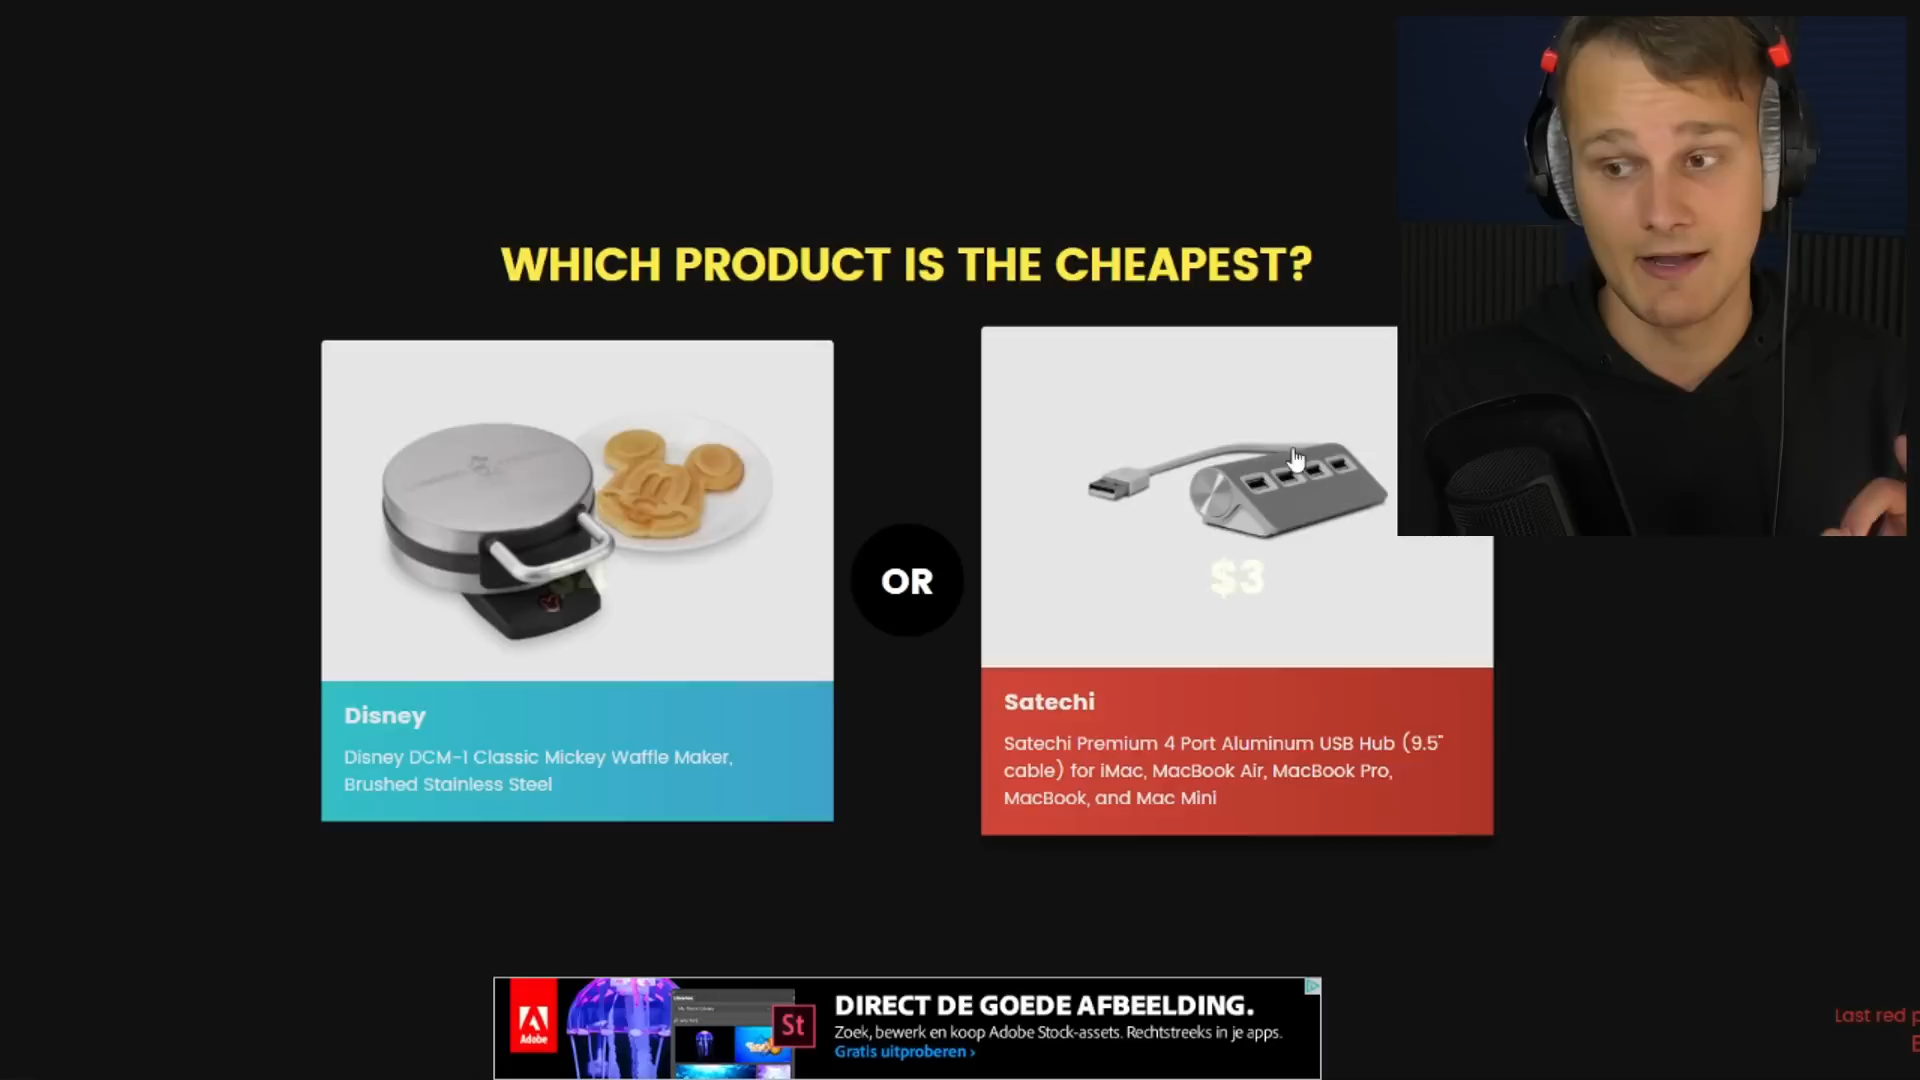 WHICH PRODUCT IS THE CHEAPEST?
OR
$3
Disney
Disney DCM-1 Classic Mickey Waffle Maker,
Brushed Stainless Steel
Satechi
Satechi Premium 4 Port Aluminum USB Hub (9.5"
cable) for iMac, MacBook Air, MacBook Pro,
MacBook, and Mac Mini
Adobe
St
DIRECT DE GOEDE AFBEELDING.
Zoek, bewerk en koop Adobe Stock-assets. Rechtstreeks in je apps.
Gratis uitproberen ›
Last red p